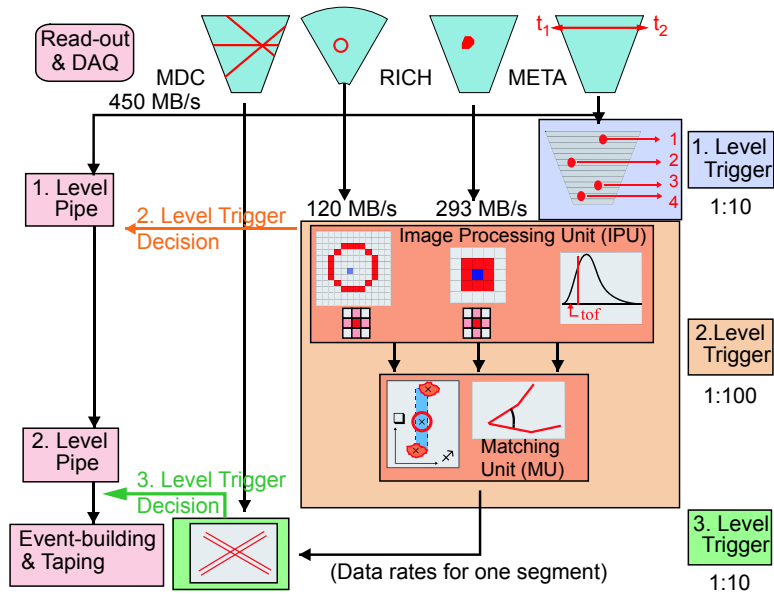 Read-out
& DAQ
MDC
RICH
META
t1
t2
450 MB/s
1
2
3
4
1. Level
Trigger
1:10
1. Level
Pipe
2. Level Trigger
Decision
120 MB/s
293 MB/s
Image Processing Unit (IPU)
tof
2.Level
Trigger
1:100
Matching
Unit (MU)
2. Level
Pipe
3. Level Trigger
Decision
Event-building
& Taping
(Data rates for one segment)
3. Level
Trigger
1:10